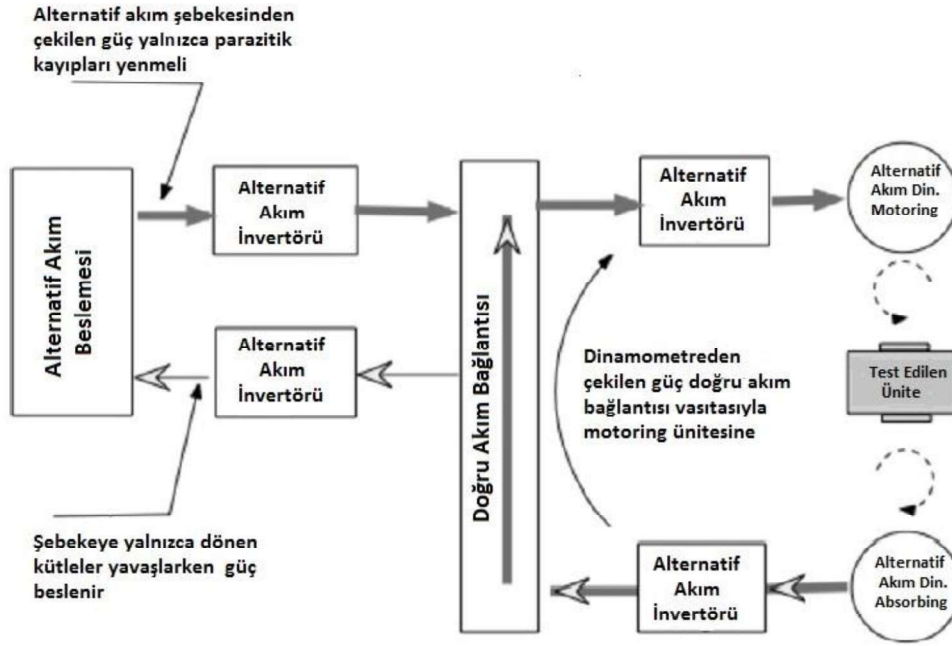 Alternatif akım şebekesinden
çekilen güç yalnızca parazitik
kayıpları yenmeli
Alternatif Akım
Beslemesi
Alternatif
Akım
İnvertörü
Alternatif
Akım
İnvertörü
Doğru Akım Bağlantısı
Alternatif
Akım
İnvertörü
Alternatif
Akım Din.
Motoring
Dinamometreden
çekilen güç doğru akım
bağlantısı vasıtasıyla
motoring ünitesine
Test Edilen
Ünite
Şebekeye yalnızca dönen
kütleler yavaşlarken güç
beslenir
Alternatif
Akım
İnvertörü
Alternatif
Akım Din.
Absorbing